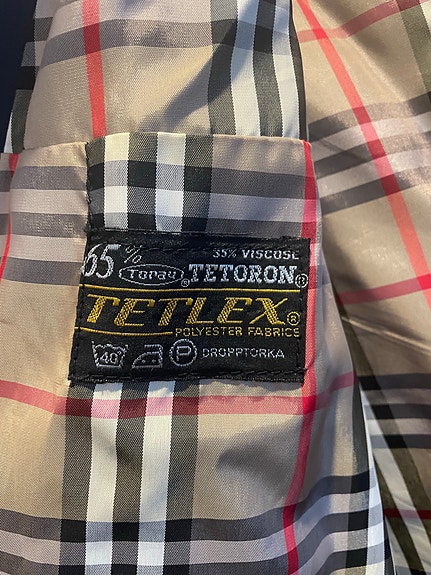 65% 35% VISCOSE
Toray® TETORON®
TETLEX®
POLYESTER FABRICS
40 P DROPPTORKA